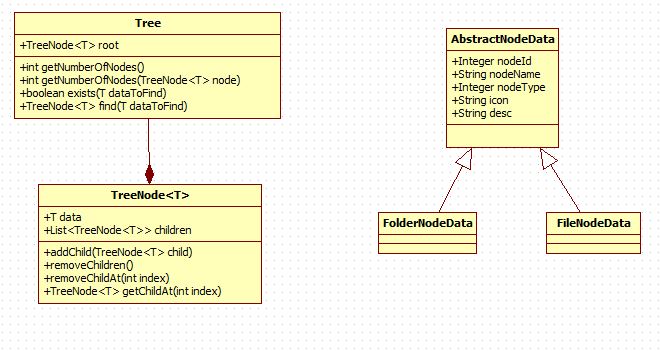 Tree
+TreeNode<T> root
+int getNumberOfNodes()
+int getNumberOfNodes(TreeNode<T> node)
+boolean exists(T dataToFind)
+TreeNode<T> find(T dataToFind)
TreeNode<T>
+T data
+List<TreeNode<T>> children
+addChild(TreeNode<T> child)
+removeChildren()
+removeChildAt(int index)
+TreeNode<T> getChildAt(int index)
AbstractNodeData
+Integer nodeId
+String nodeName
+Integer nodeType
+String icon
+String desc
FolderNodeData
FileNodeData